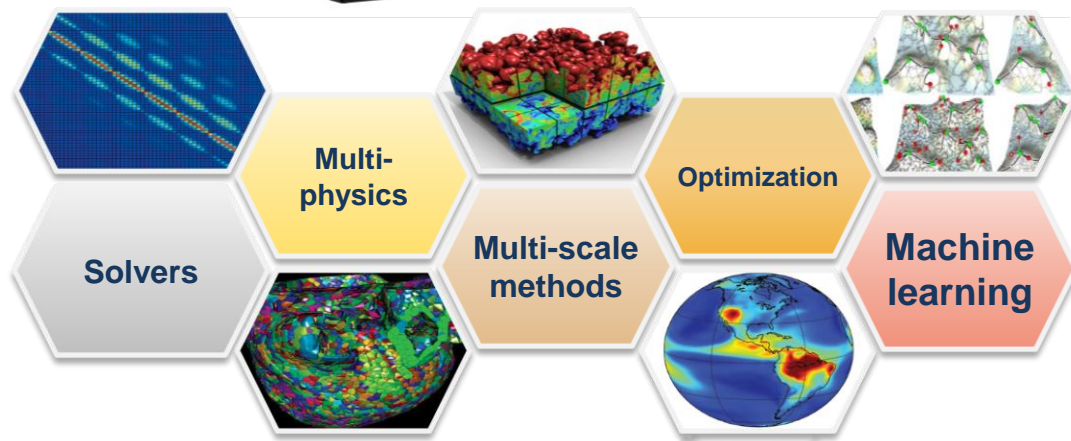 Solvers
Multi-
physics
Multi-scale
methods
Optimization
Machine
learning